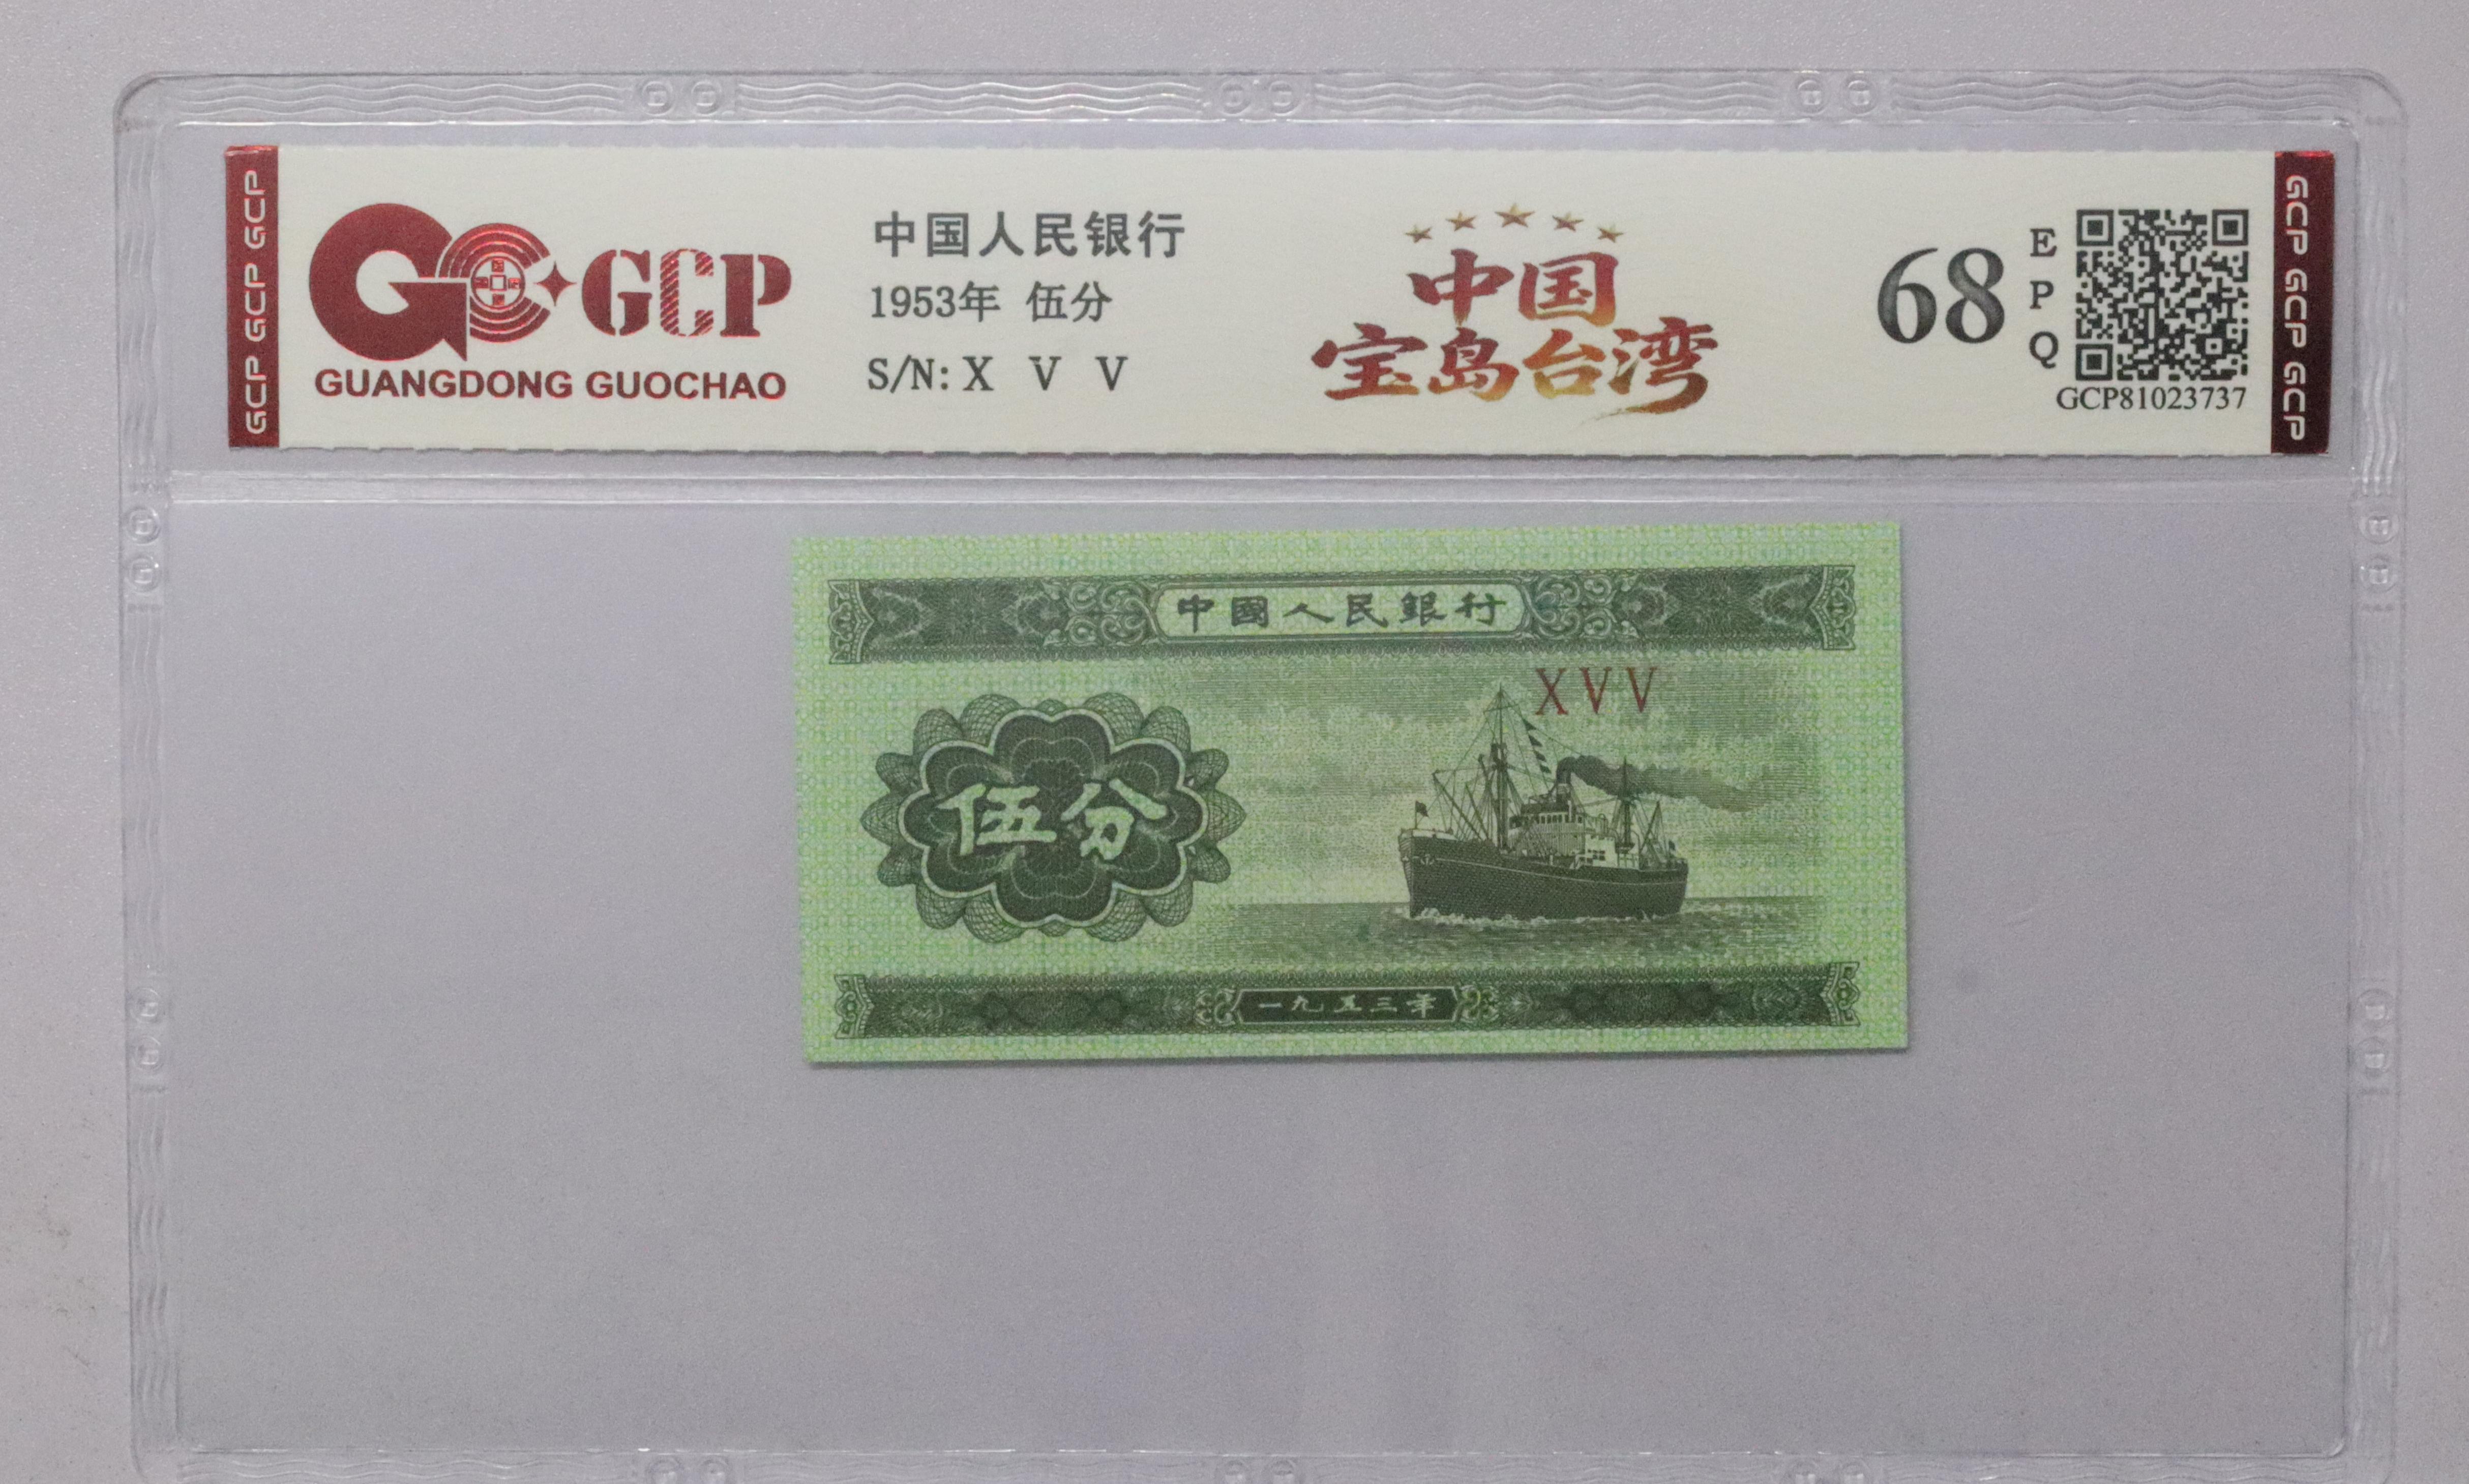 GCP GCP GCP
GCP
GUANGDONG GUOCHAO
中国人民银行
1953年 伍分
S/N: X V V
中国
宝岛台湾
68
E
P
Q
GCP81023737
GCP GCP GCP
中國人民銀行
XVV
伍分
一九五三年